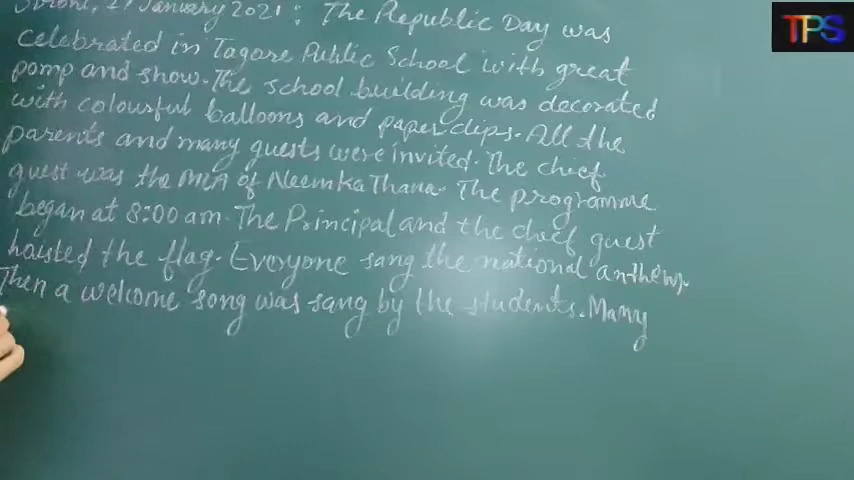 27 January 2021: The Republic Day was
celebrated in Tagore Public School with great
pomp and show. The school building was decorated
with colourful balloons and paper clips. All the
parents and many guests were invited. The chief
guest was the MLA of Neem Ka Thana. The programme
began at 8:00 am. The Principal and the chief guest
hoisted the flag. Everyone sang the national anthem.
Then a welcome song was sang by the students. Many
TPS